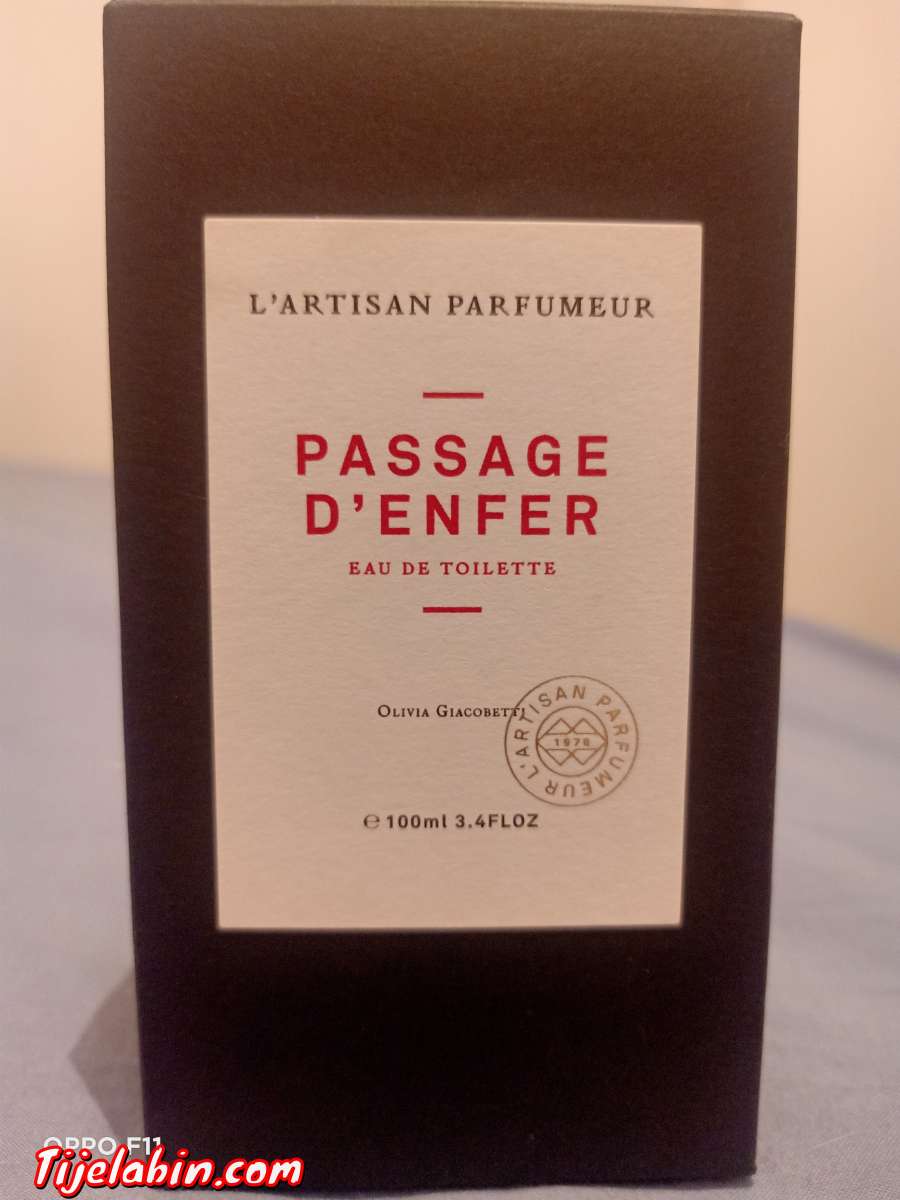 L'ARTISAN PARFUMEUR
PASSAGE
D'ENFER
EAU DE TOILETTE
OLIVIA GIACOBETTI
L'ARTISAN PARFUMEUR
1976
℮ 100ml 3.4FLOZ
OPPO F11
Tijelabin.com